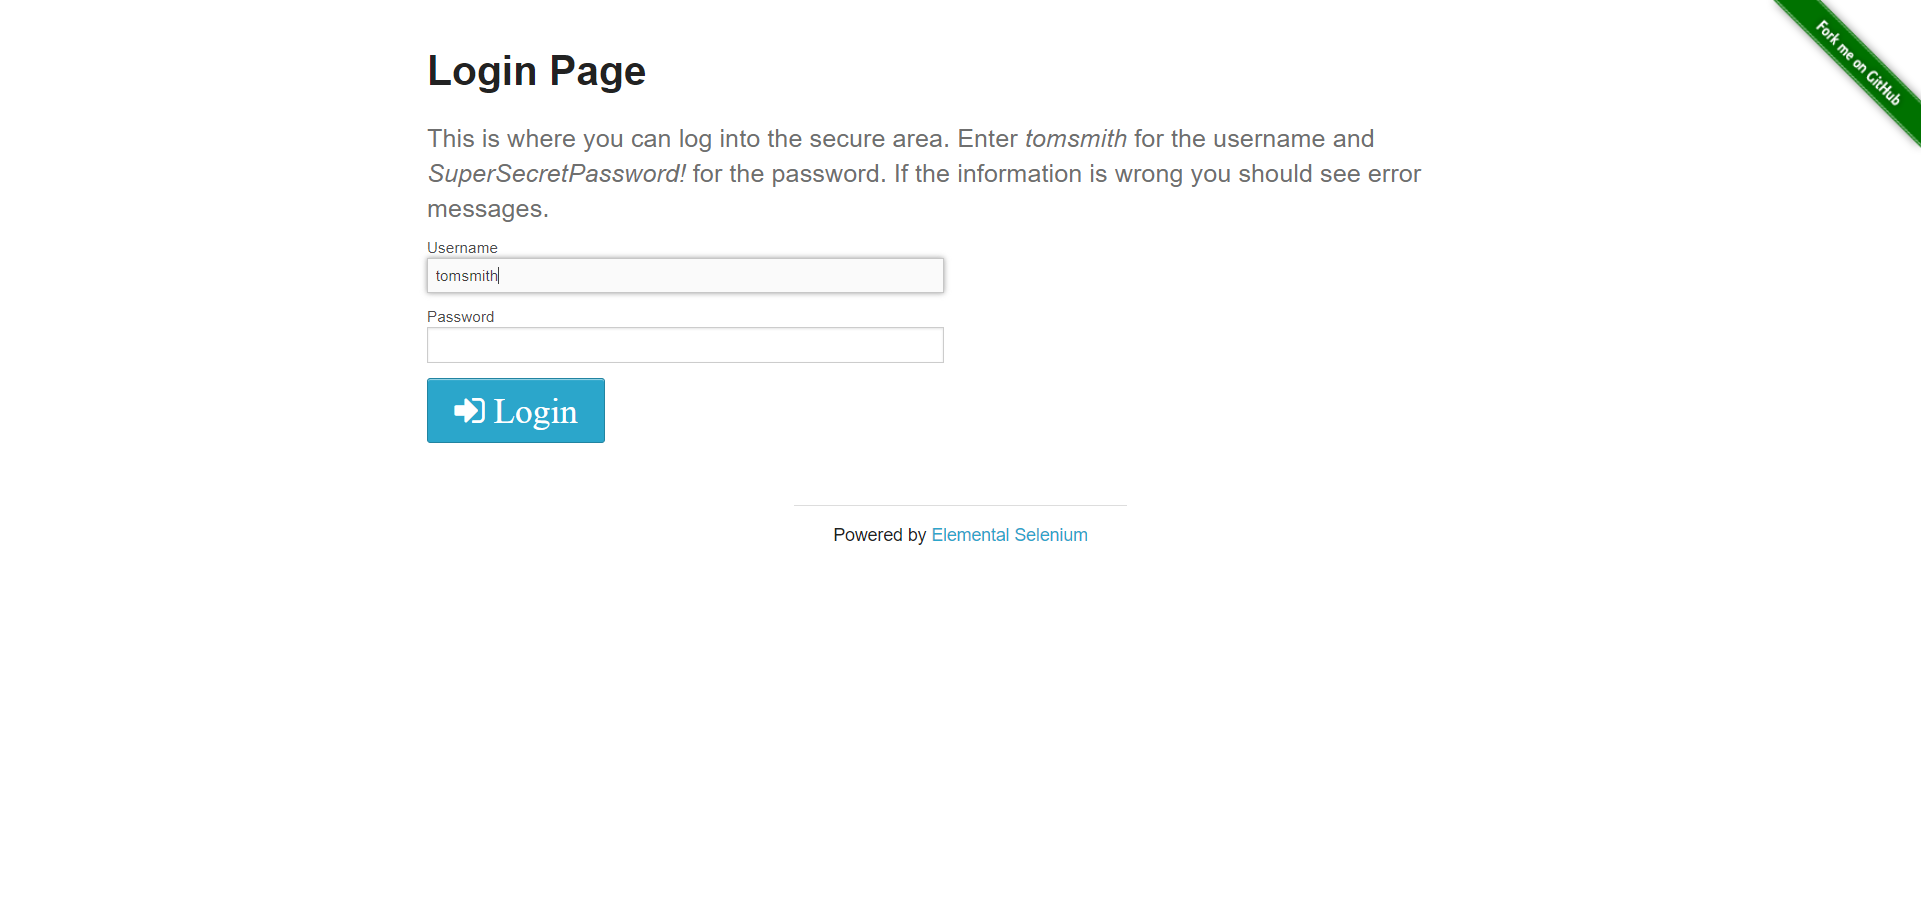 Fork me on GitHub
Login Page
This is where you can log into the secure area. Enter tomsmith for the username and
SuperSecretPassword! for the password. If the information is wrong you should see error
messages.
Username
tomsmith
Password
Login
Powered by Elemental Selenium